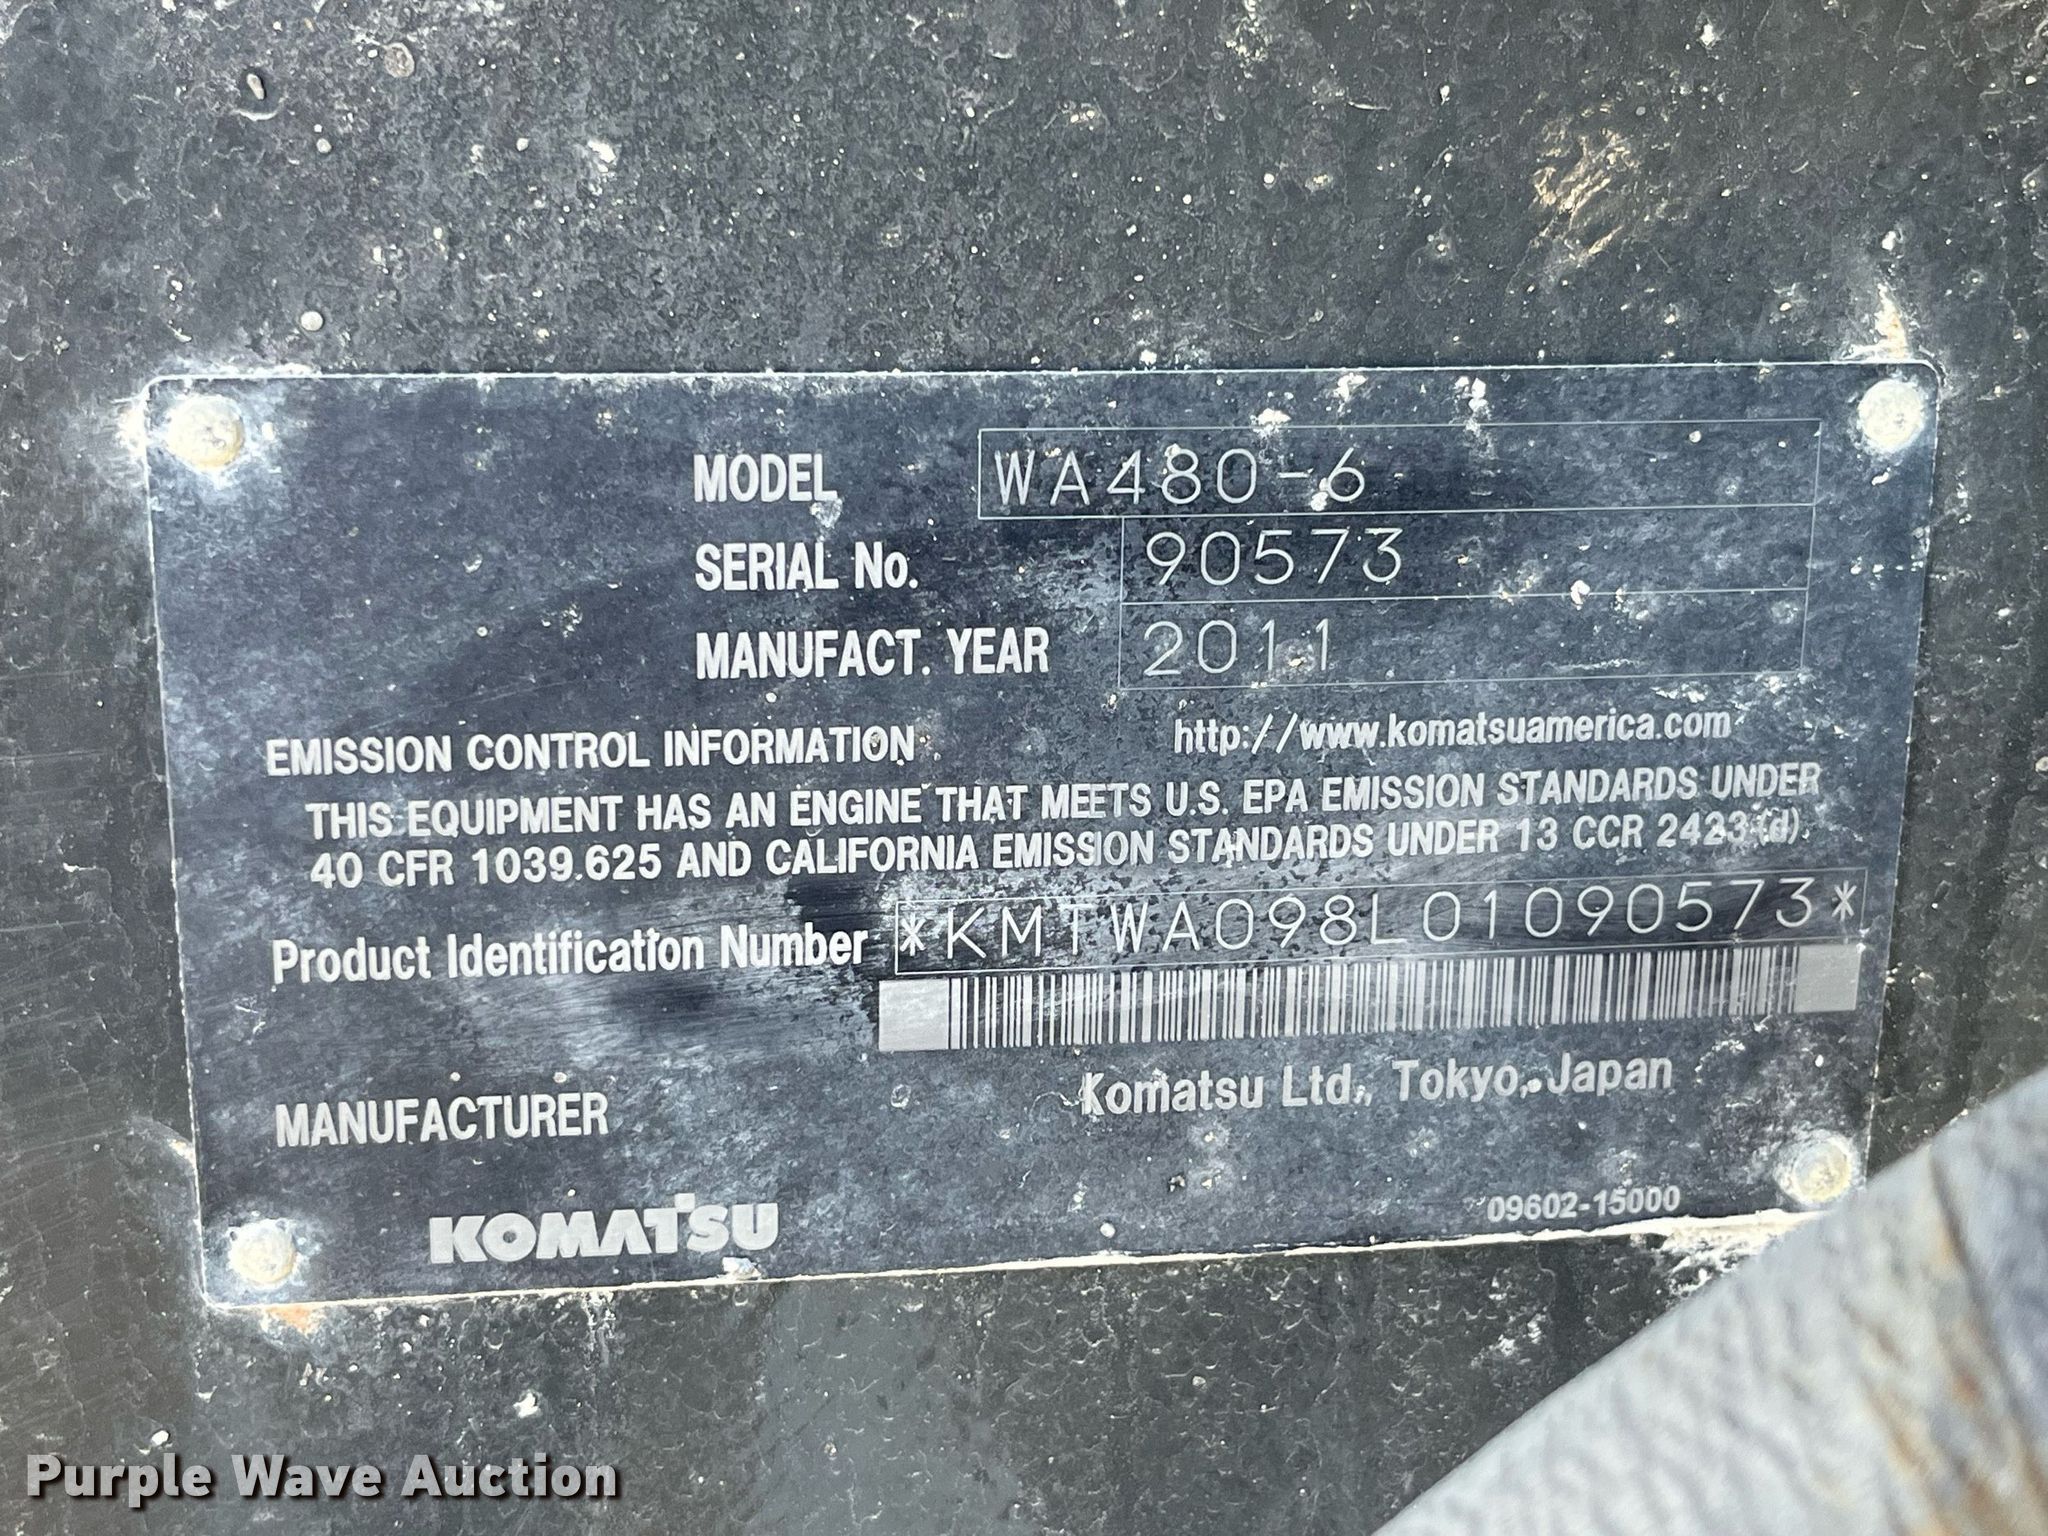 MODEL WA480-6
SERIAL No. 90573
MANUFACT. YEAR 2011
EMISSION CONTROL INFORMATION http://www.komatsuamerica.com
THIS EQUIPMENT HAS AN ENGINE THAT MEETS U.S. EPA EMISSION STANDARDS UNDER
40 CFR 1039.625 AND CALIFORNIA EMISSION STANDARDS UNDER 13 CCR 2423(d).
Product Identification Number *KMTWA098L01090573*
MANUFACTURER Komatsu Ltd., Tokyo, Japan
KOMATSU 09602-15000
Purple Wave Auction